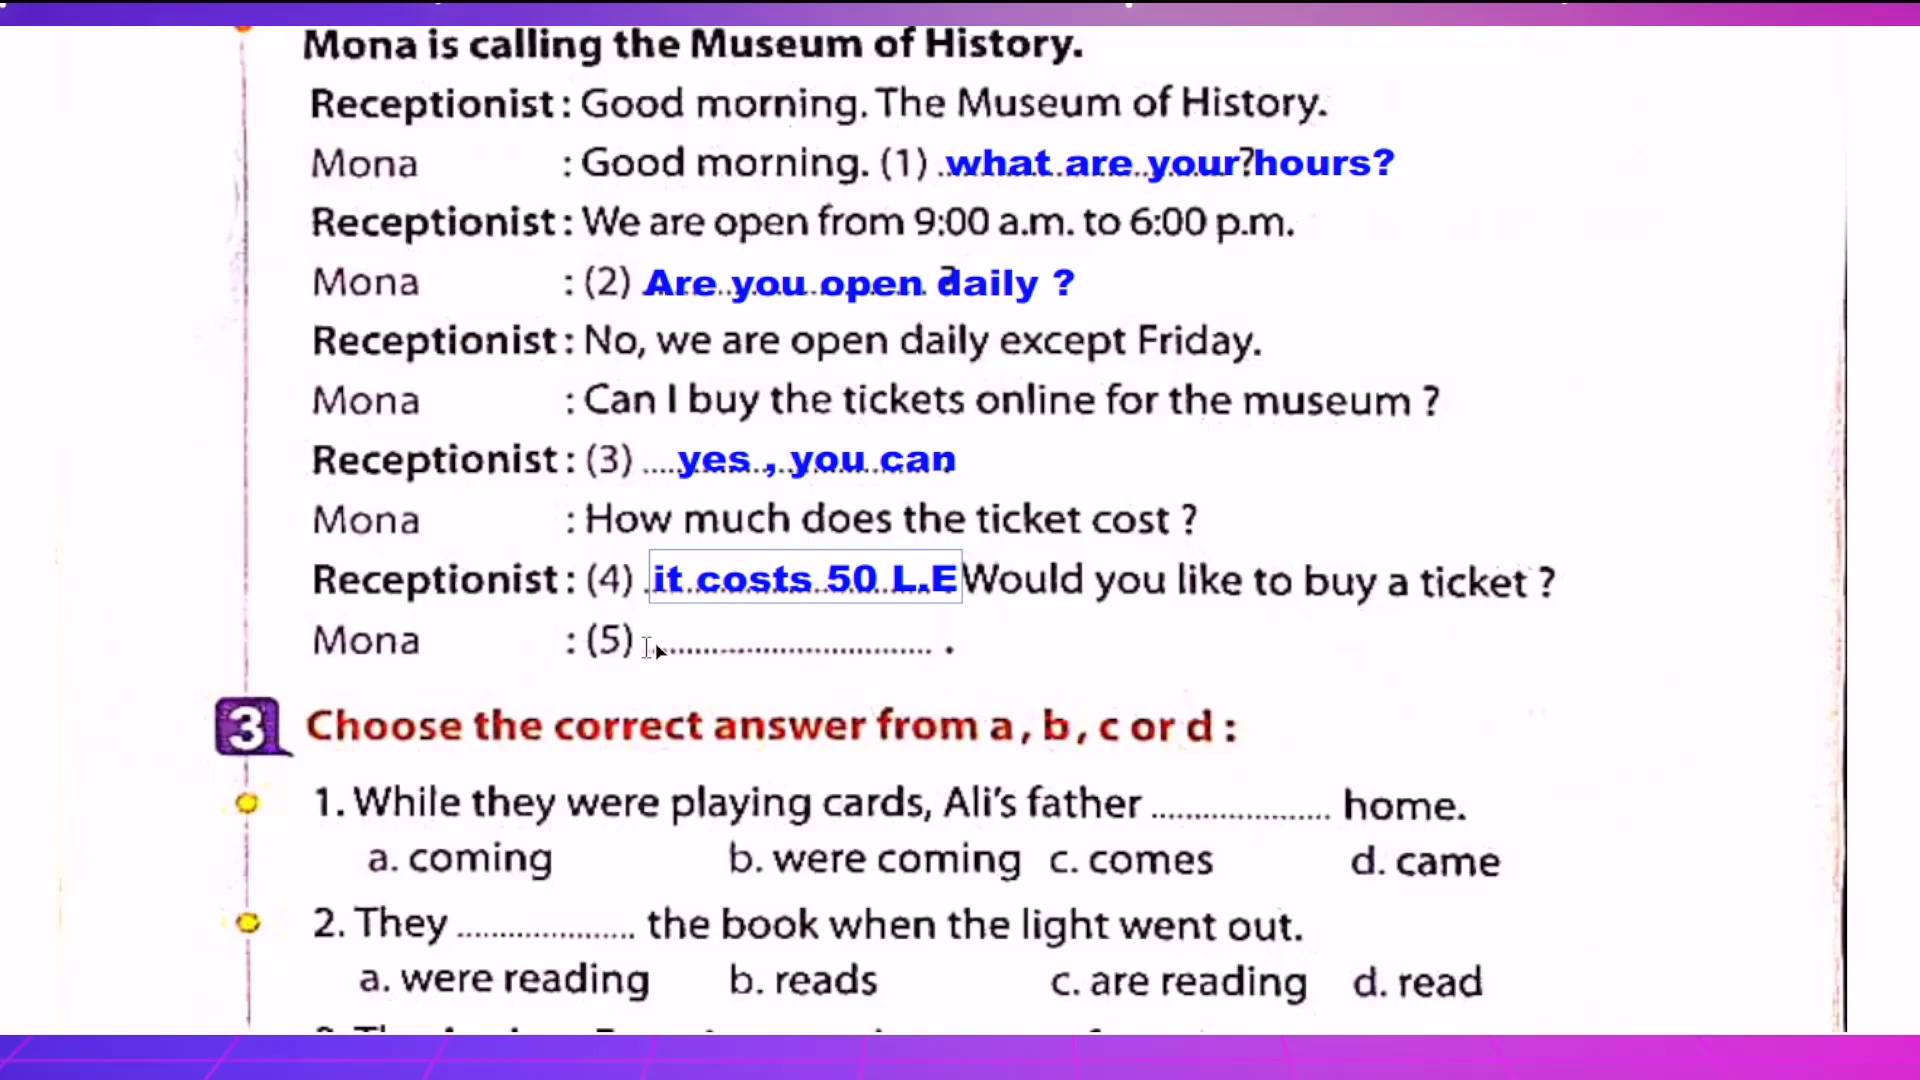 Mona is calling the Museum of History.
Receptionist : Good morning. The Museum of History.
Mona : Good morning. (1) what are your ? hours?
Receptionist : We are open from 9:00 a.m. to 6:00 p.m.
Mona : (2) Are you open daily ?
Receptionist : No, we are open daily except Friday.
Mona : Can I buy the tickets online for the museum ?
Receptionist : (3) ....yes , you can
Mona : How much does the ticket cost ?
Receptionist : (4) it costs 50 L.E Would you like to buy a ticket ?
Mona : (5) ................................ .
3 Choose the correct answer from a , b , c or d :
1. While they were playing cards, Ali's father ..................... home.
a. coming b. were coming c. comes d. came
2. They ..................... the book when the light went out.
a. were reading b. reads c. are reading d. read